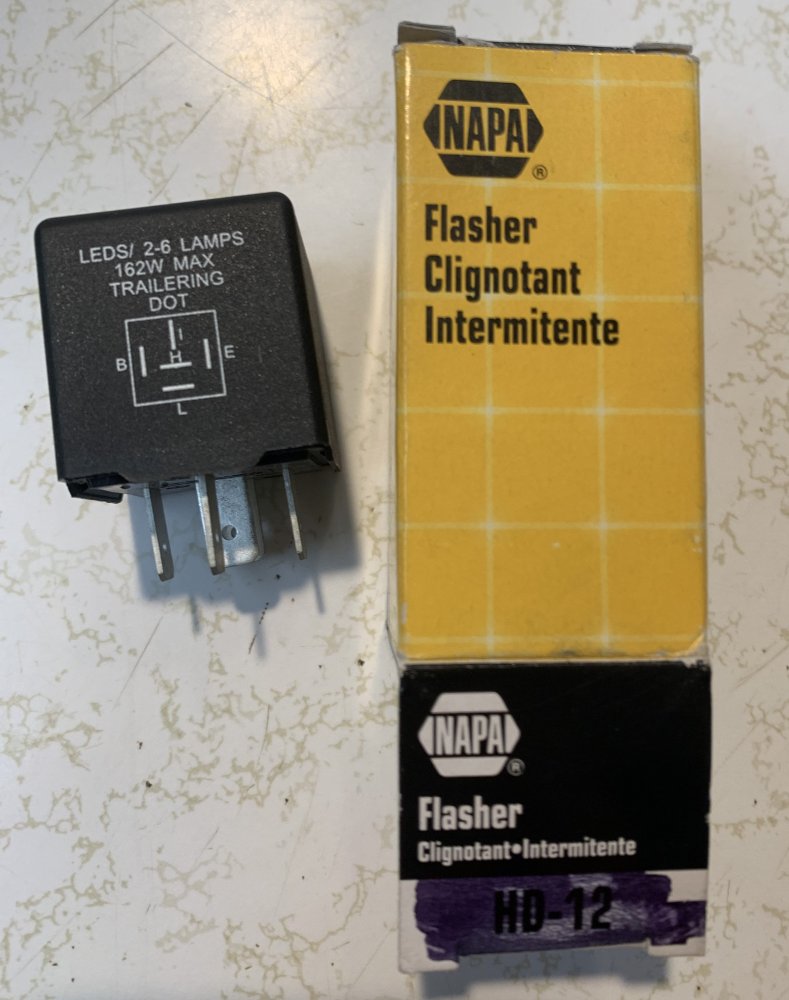 LEDS/ 2-6 LAMPS
162W MAX
TRAILERING
DOT
I
B H E
L
NAPA®
Flasher
Clignotant
Intermitente
NAPA®
Flasher
Clignotant•Intermitente
HD-12